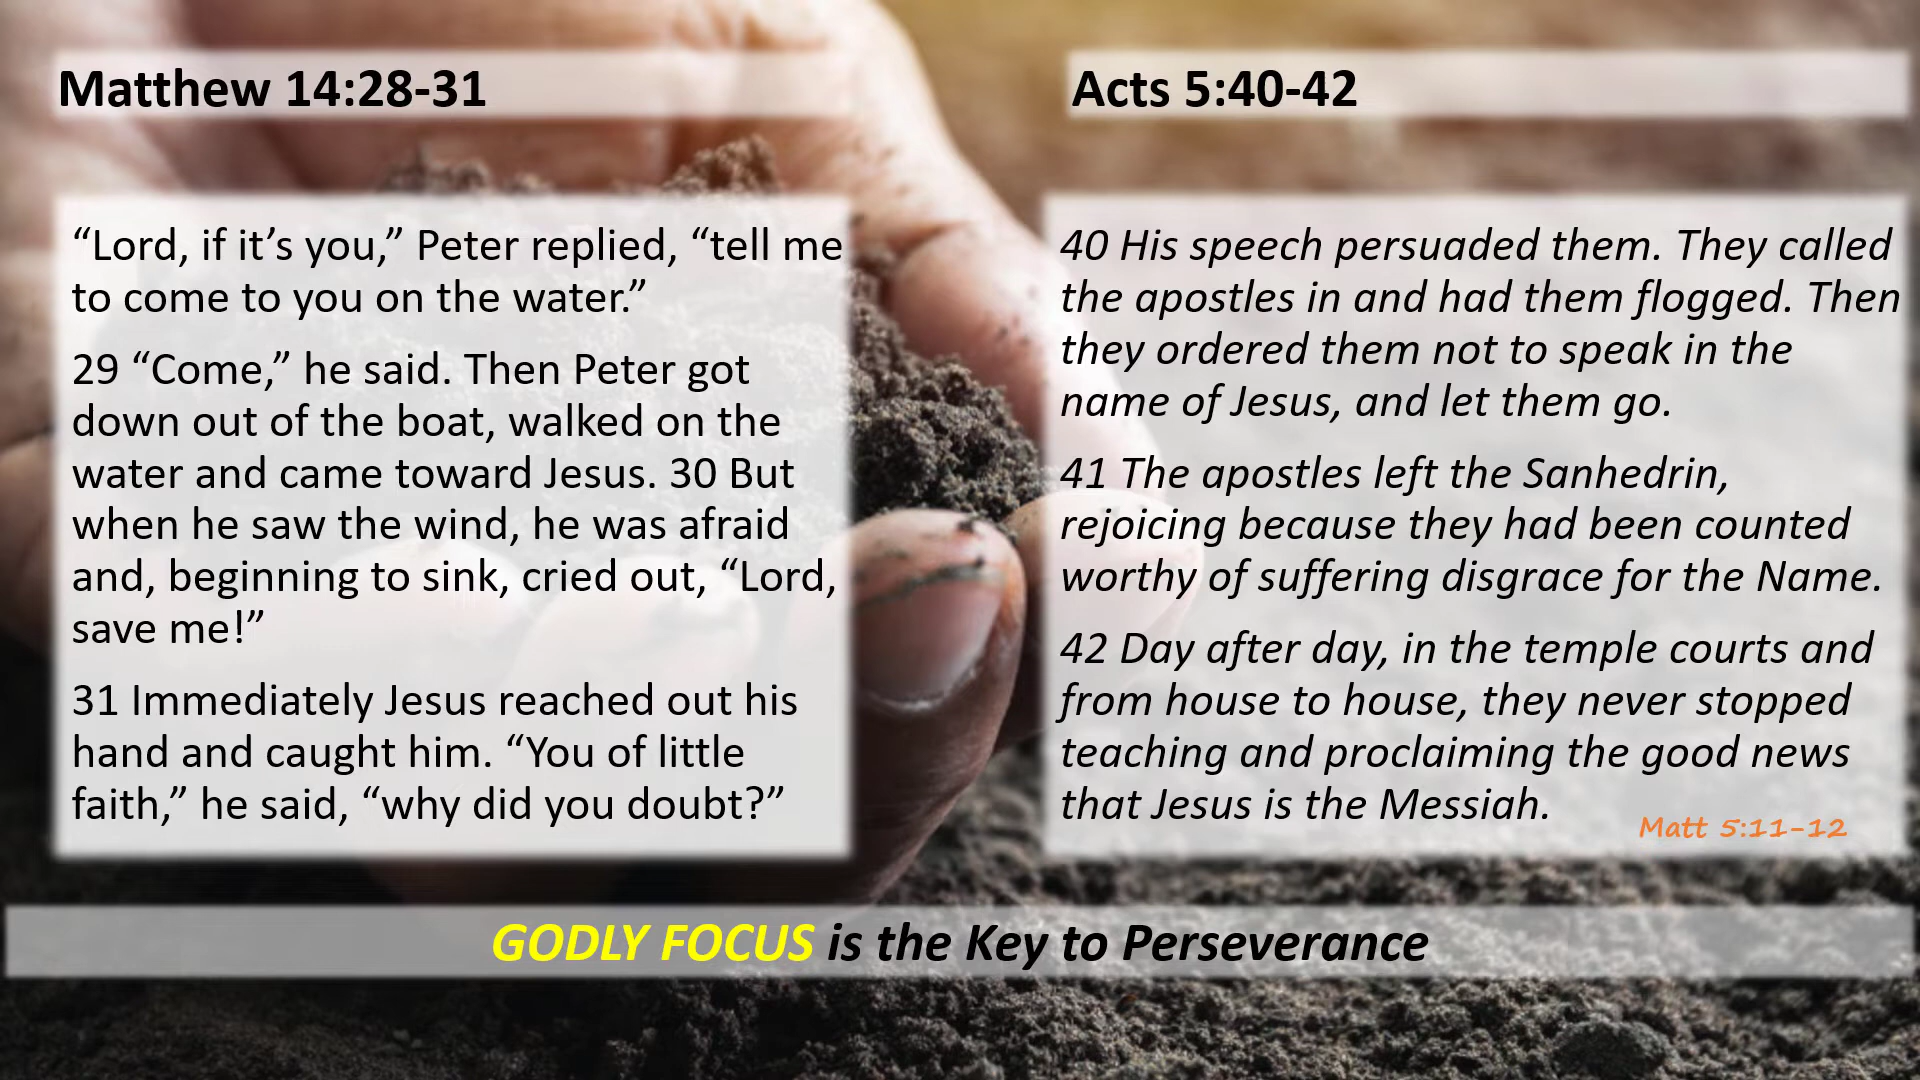 Matthew 14:28-31
“Lord, if it’s you,” Peter replied, “tell me
to come to you on the water.”
29 “Come,” he said. Then Peter got
down out of the boat, walked on the
water and came toward Jesus. 30 But
when he saw the wind, he was afraid
and, beginning to sink, cried out, “Lord,
save me!”
31 Immediately Jesus reached out his
hand and caught him. “You of little
faith,” he said, “why did you doubt?”
Acts 5:40-42
40 His speech persuaded them. They called
the apostles in and had them flogged. Then
they ordered them not to speak in the
name of Jesus, and let them go.
41 The apostles left the Sanhedrin,
rejoicing because they had been counted
worthy of suffering disgrace for the Name.
42 Day after day, in the temple courts and
from house to house, they never stopped
teaching and proclaiming the good news
that Jesus is the Messiah.
Matt 5:11-12
GODLY FOCUS is the Key to Perseverance